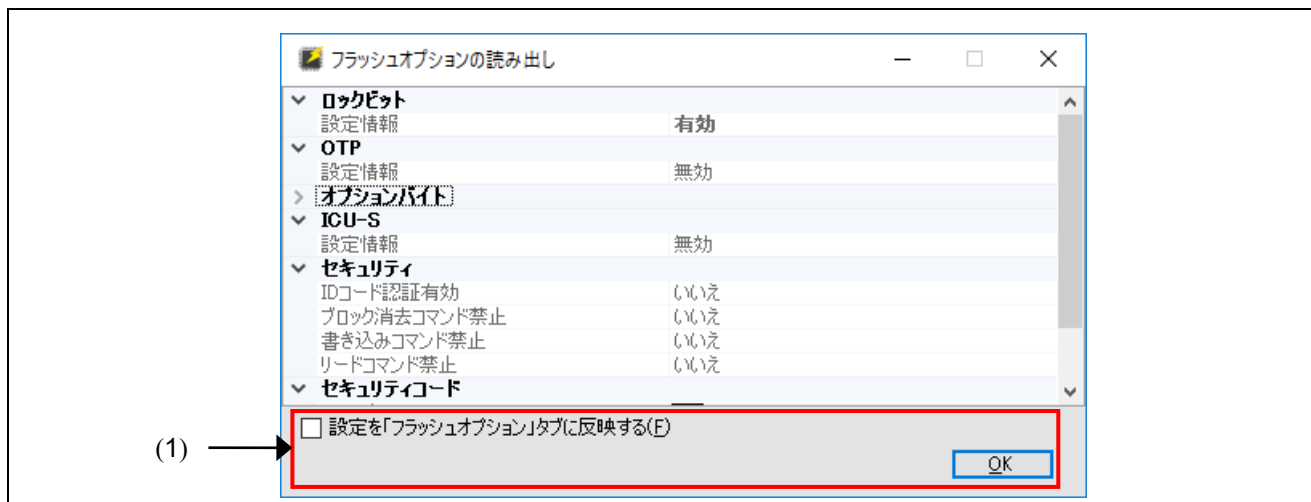 フラッシュオプションの読み出し
ロックビット
設定情報 有効
OTP
設定情報 無効
オプションバイト
ICU-S
設定情報 無効
セキュリティ
IDコード認証有効 いいえ
ブロック消去コマンド禁止 いいえ
書き込みコマンド禁止 いいえ
リードコマンド禁止 いいえ
セキュリティコード
(1)
設定を「フラッシュオプション」タブに反映する(F)
OK